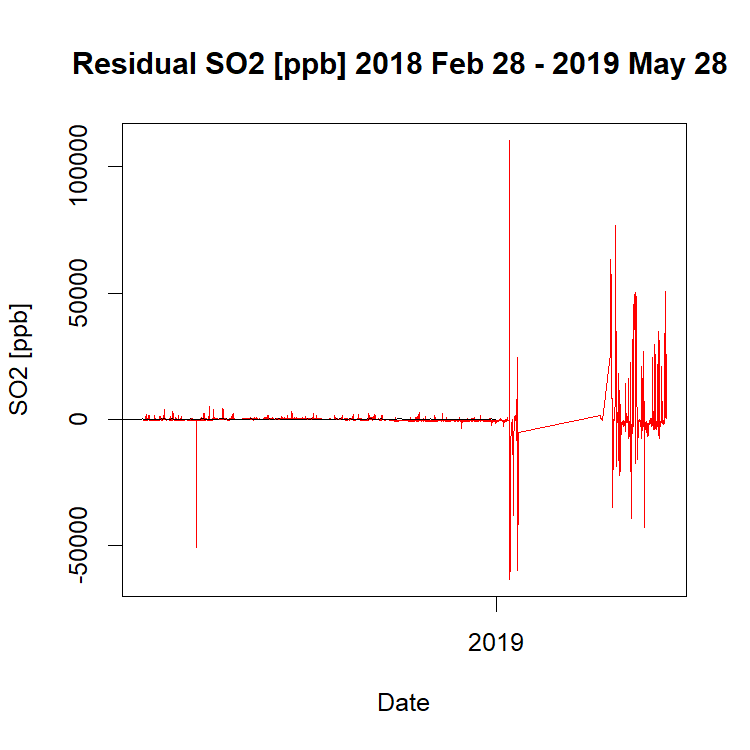 Residual SO2 [ppb] 2018 Feb 28 - 2019 May 28
SO2 [ppb]
100000
50000
0
-50000
2019
Date